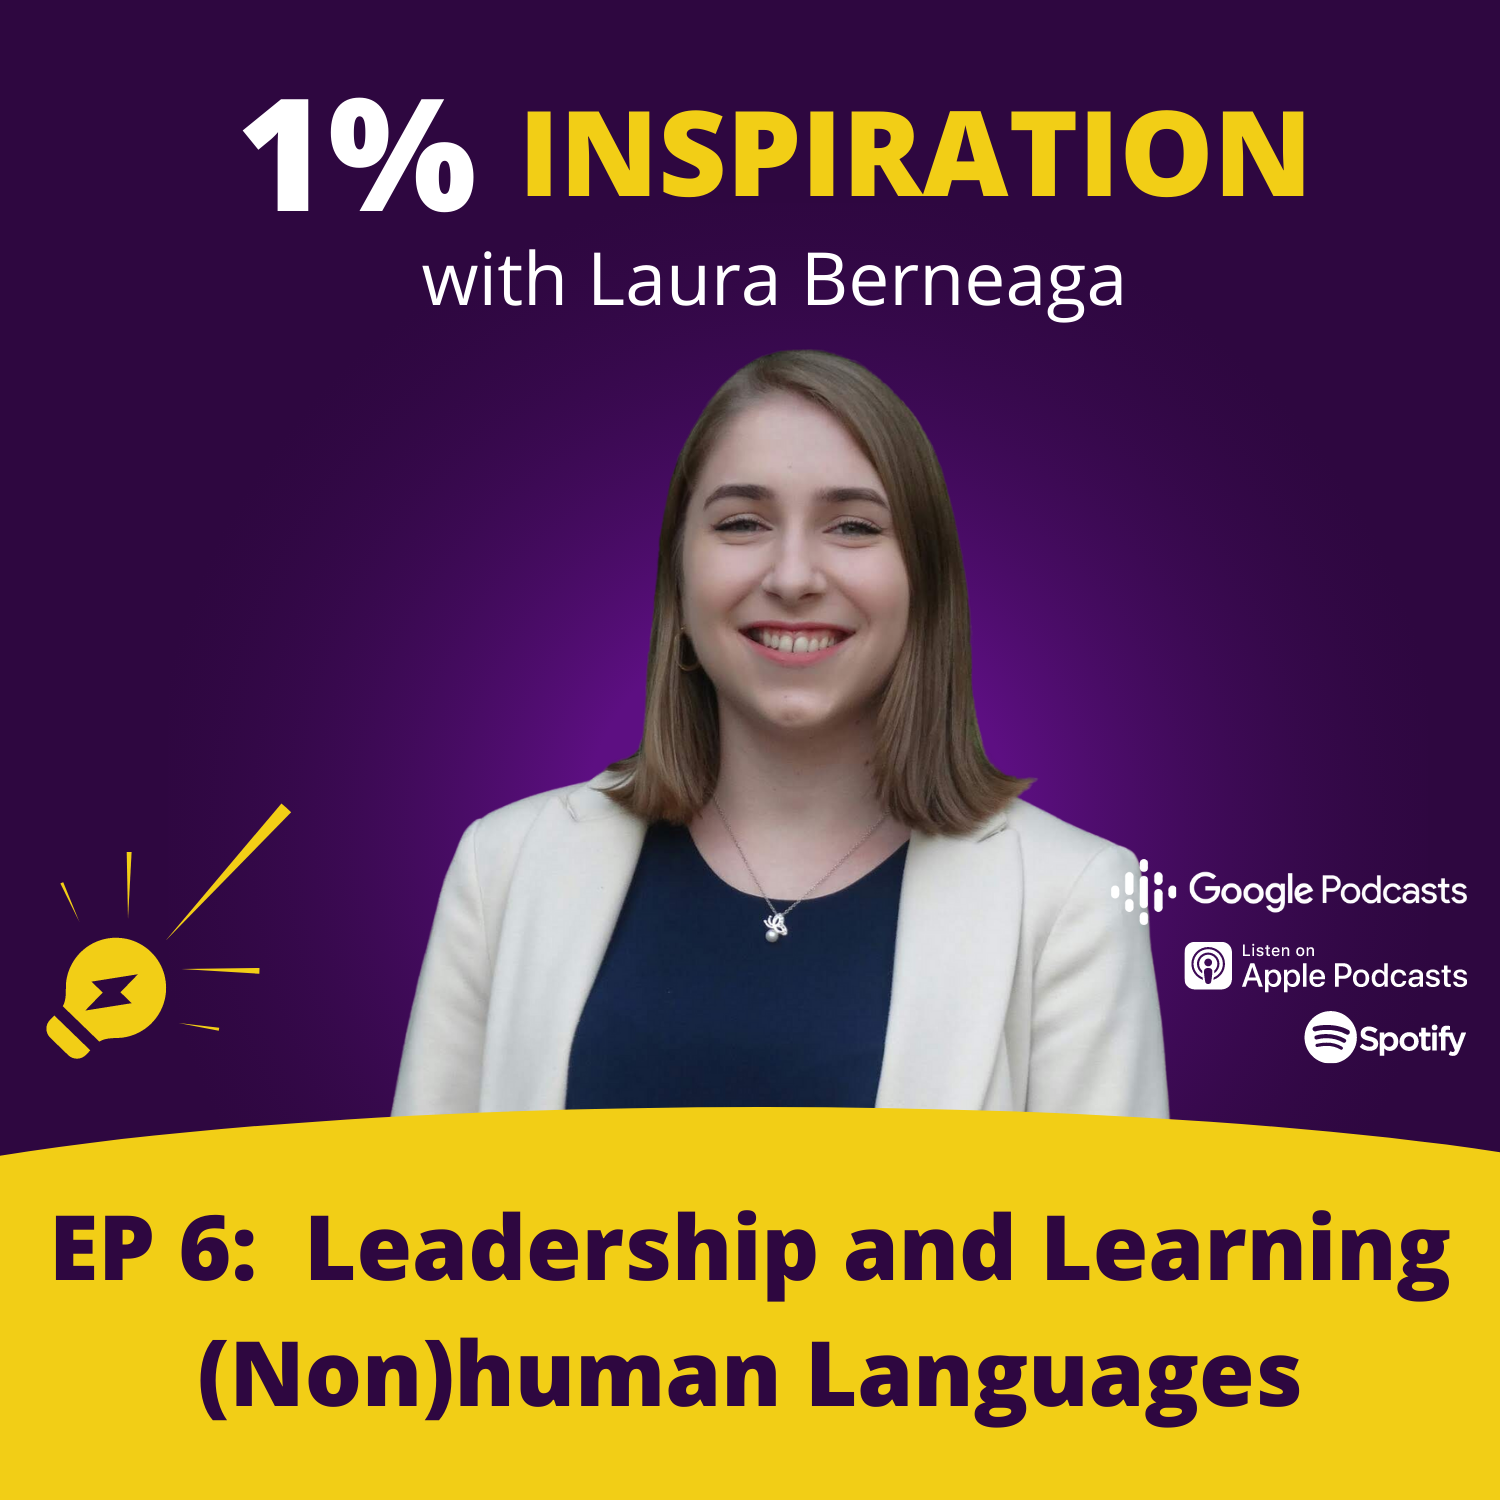 1% INSPIRATION
with Laura Berneaga
Google Podcasts
Listen on
Apple Podcasts
Spotify
EP 6: Leadership and Learning
(Non)human Languages